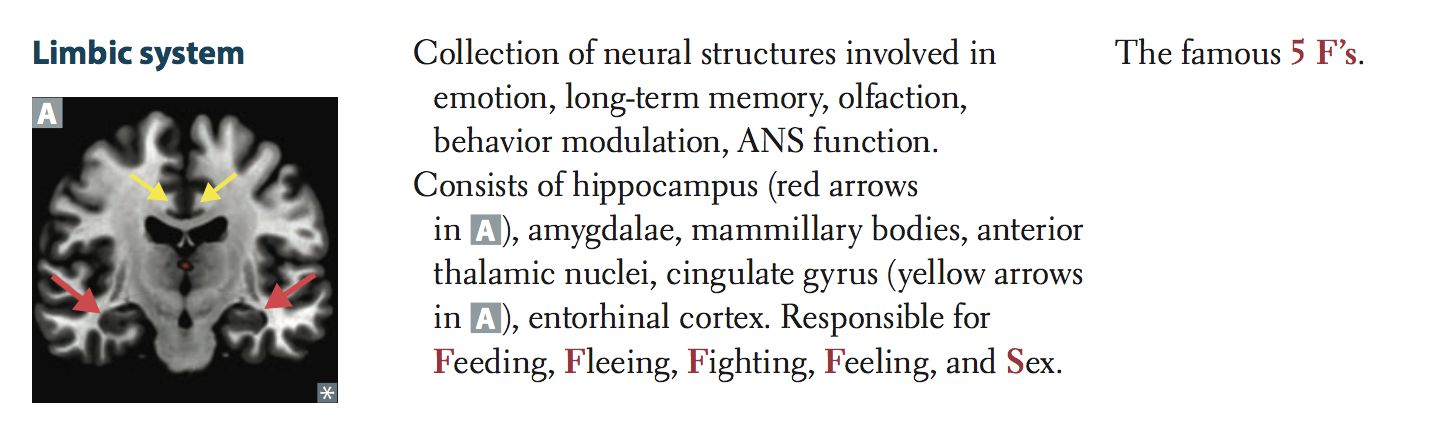 Limbic system
A
*
Collection of neural structures involved in
emotion, long-term memory, olfaction,
behavior modulation, ANS function.
Consists of hippocampus (red arrows
in A), amygdalae, mammillary bodies, anterior
thalamic nuclei, cingulate gyrus (yellow arrows
in A), entorhinal cortex. Responsible for
Feeding, Fleeing, Fighting, Feeling, and Sex.
The famous 5 F’s.